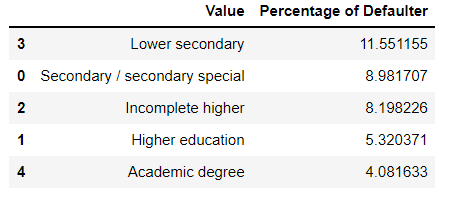 Value Percentage of Defaulter
3 Lower secondary 11.551155
0 Secondary / secondary special 8.981707
2 Incomplete higher 8.198226
1 Higher education 5.320371
4 Academic degree 4.081633